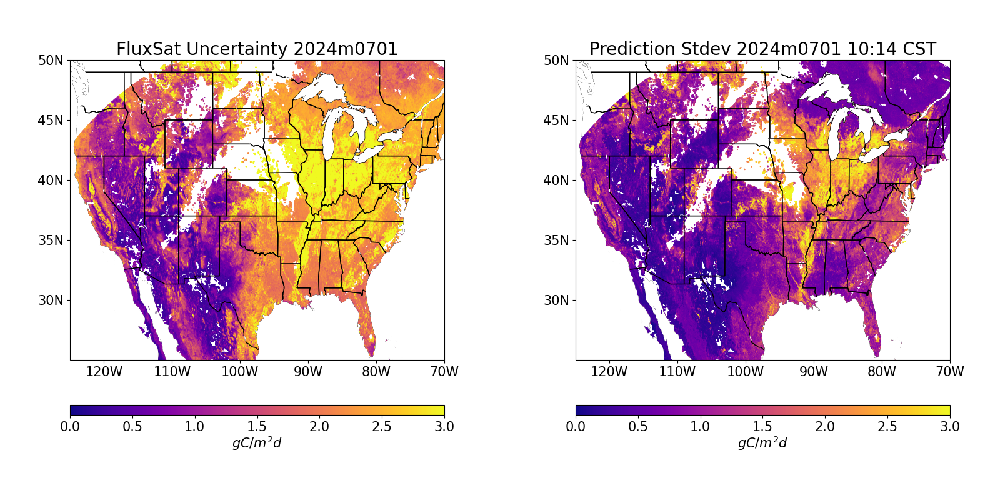 FluxSat Uncertainty 2024m0701
50N
45N
40N
35N
30N
120W 110W 100W 90W 80W 70W
0.0 0.5 1.0 1.5 2.0 2.5 3.0
gC/m²d
Prediction Stdev 2024m0701 10:14 CST
50N
45N
40N
35N
30N
120W 110W 100W 90W 80W 70W
0.0 0.5 1.0 1.5 2.0 2.5 3.0
gC/m²d